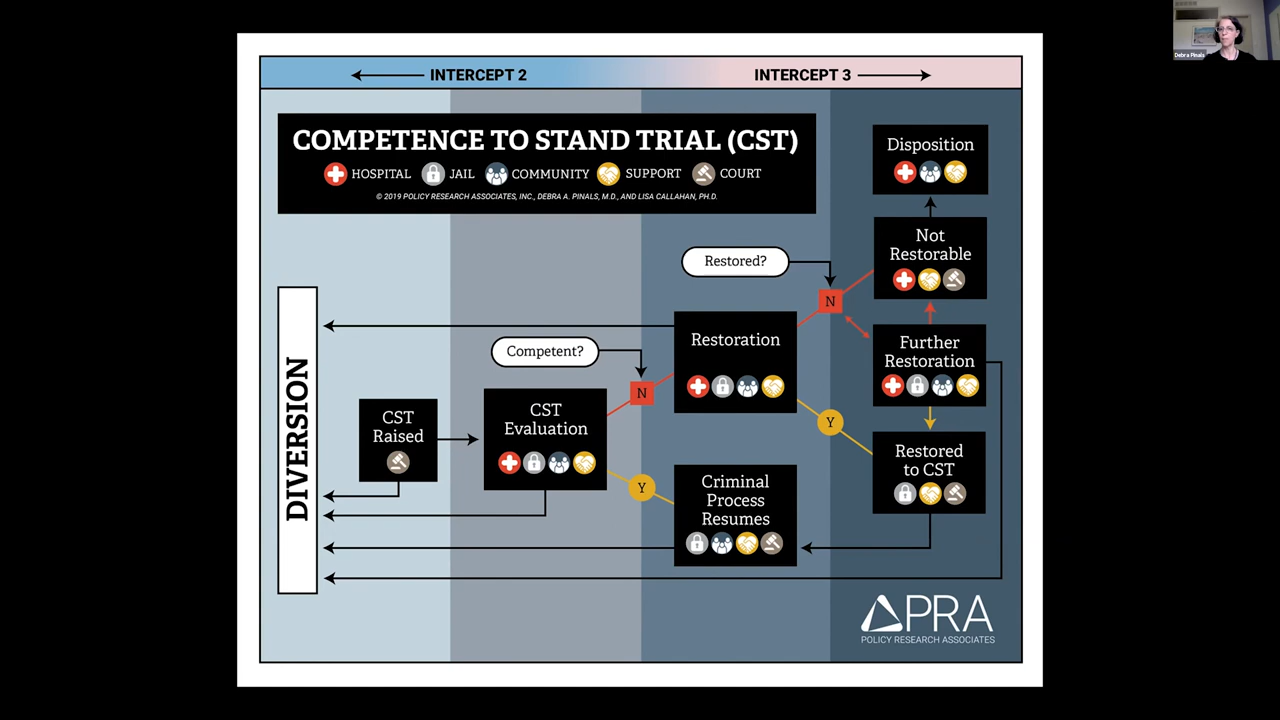 INTERCEPT 2
INTERCEPT 3
COMPETENCE TO STAND TRIAL (CST)
HOSPITAL
JAIL
COMMUNITY
SUPPORT
COURT
© 2019 POLICY RESEARCH ASSOCIATES, INC., DEBRA A. PINALS, M.D., AND LISA CALLAHAN, PH.D.
Disposition
Not
Restorable
Restored?
N
Restoration
Further
Restoration
Competent?
N
DIVERSION
CST
Raised
CST
Evaluation
Y
Restored
to CST
Y
Criminal
Process
Resumes
PRA
POLICY RESEARCH ASSOCIATES
Debra Pinals